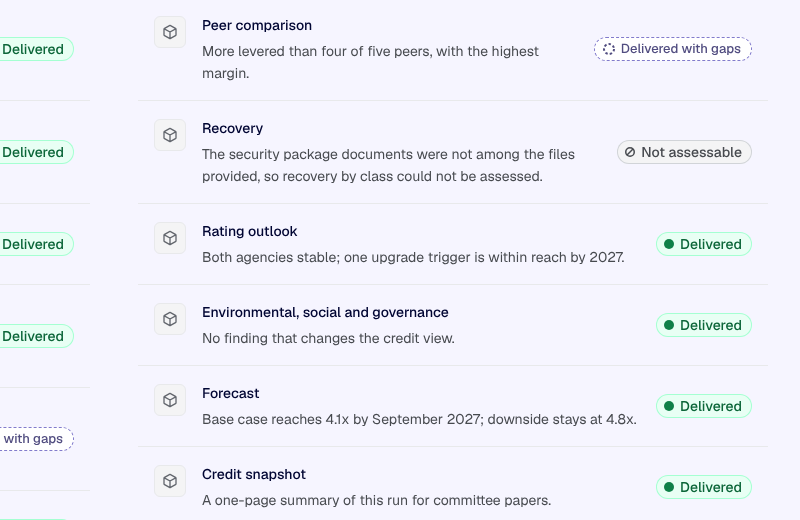 Delivered
Delivered
Delivered
Delivered
with gaps
Peer comparison
More levered than four of five peers, with the highest
margin.
Delivered with gaps
Recovery
The security package documents were not among the files
provided, so recovery by class could not be assessed.
Not assessable
Rating outlook
Both agencies stable; one upgrade trigger is within reach by 2027.
Delivered
Environmental, social and governance
No finding that changes the credit view.
Delivered
Forecast
Base case reaches 4.1x by September 2027; downside stays at 4.8x.
Delivered
Credit snapshot
A one-page summary of this run for committee papers.
Delivered